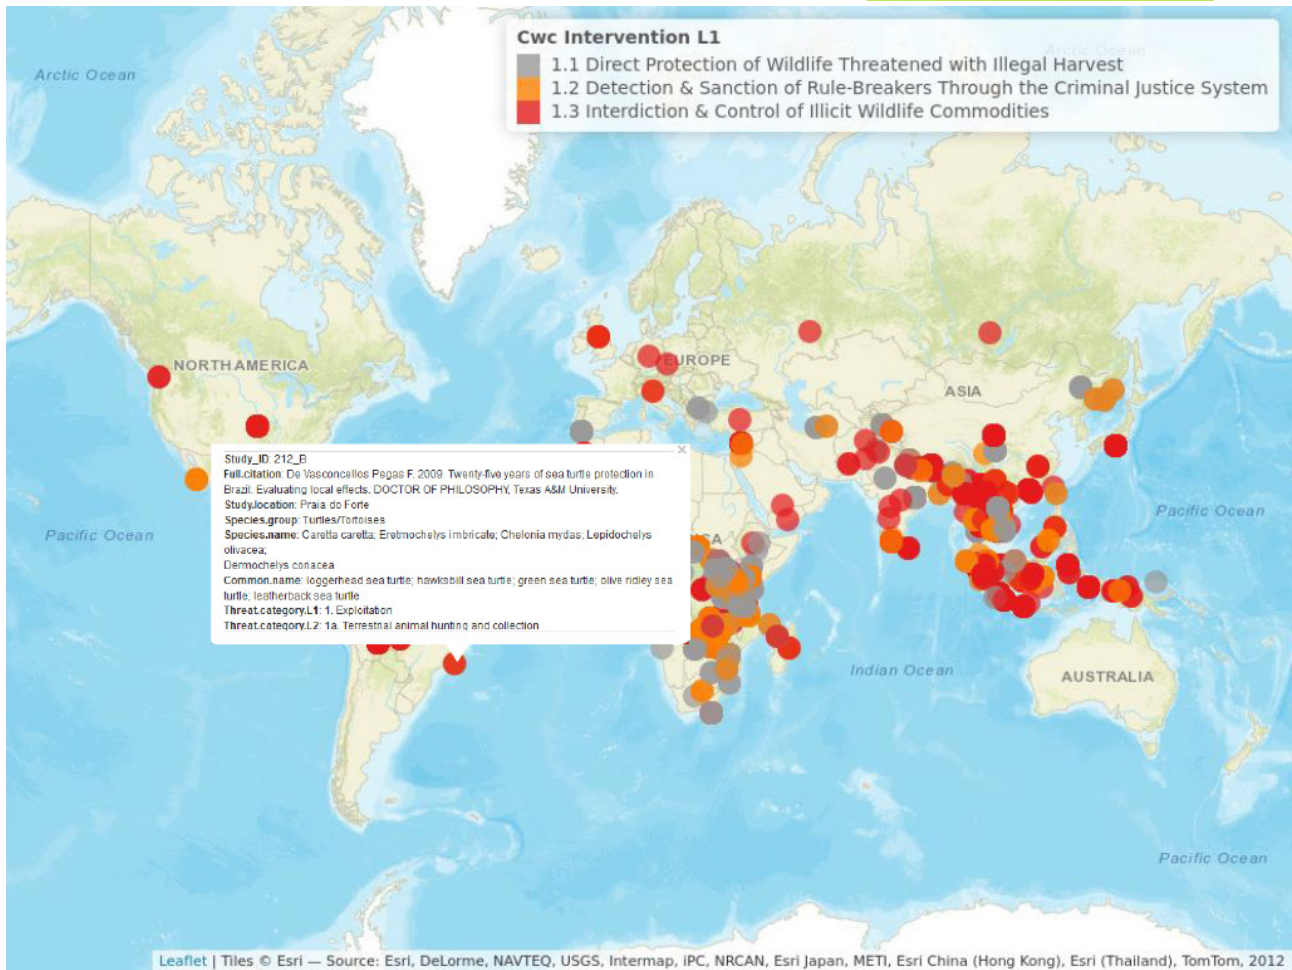 Cwc Intervention L1
1.1 Direct Protection of Wildlife Threatened with Illegal Harvest
1.2 Detection & Sanction of Rule-Breakers Through the Criminal Justice System
1.3 Interdiction & Control of Illicit Wildlife Commodities
Arctic Ocean
Arctic Ocean
NORTH AMERICA
EUROPE
ASIA
×
Study_ID: 212_B
Full.citation: De Vasconcellos Pegas F. 2009. Twenty-five years of sea turtle protection in
Brazil: Evaluating local effects. DOCTOR OF PHILOSOPHY, Texas A&M University.
Study.location: Praia do Forte
Species.group: Turtles/Tortoises
Species.name: Caretta caretta; Eretmochelys imbricate; Chelonia mydas; Lepidochelys
olivacea;
Dermochelys coriacea
Common.name: loggerhead sea turtle; hawksbill sea turtle; green sea turtle; olive ridley sea
turtle; leatherback sea turtle
Threat.category.L1: 1. Exploitation
Threat.category.L2: 1a. Terrestrial animal hunting and collection
Pacific Ocean
Pacific Ocean
CA
Indian Ocean
AUSTRALIA
Pacific Ocean
Leaflet | Tiles © Esri — Source: Esri, DeLorme, NAVTEQ, USGS, Intermap, iPC, NRCAN, Esri Japan, METI, Esri China (Hong Kong), Esri (Thailand), TomTom, 2012